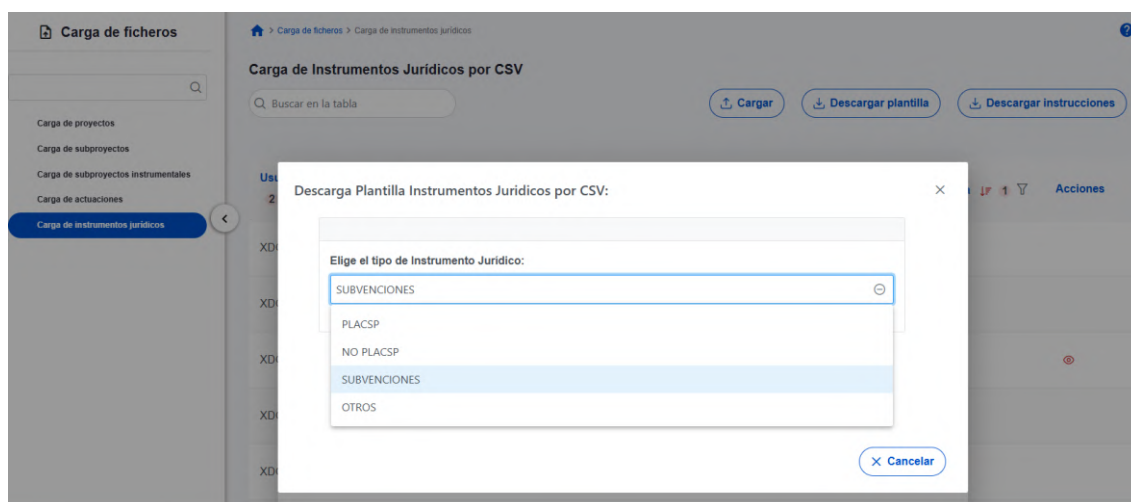 Carga de ficheros
> Carga de ficheros > Carga de instrumentos jurídicos
Carga de Instrumentos Jurídicos por CSV
Buscar en la tabla
Cargar
Descargar plantilla
Descargar instrucciones
Carga de proyectos
Carga de subproyectos
Carga de subproyectos instrumentales
Carga de actuaciones
Carga de instrumentos jurídicos
2
1
Acciones
Descarga Plantilla Instrumentos Juridicos por CSV:
Elige el tipo de Instrumento Jurídico:
SUBVENCIONES
PLACSP
NO PLACSP
SUBVENCIONES
OTROS
Cancelar